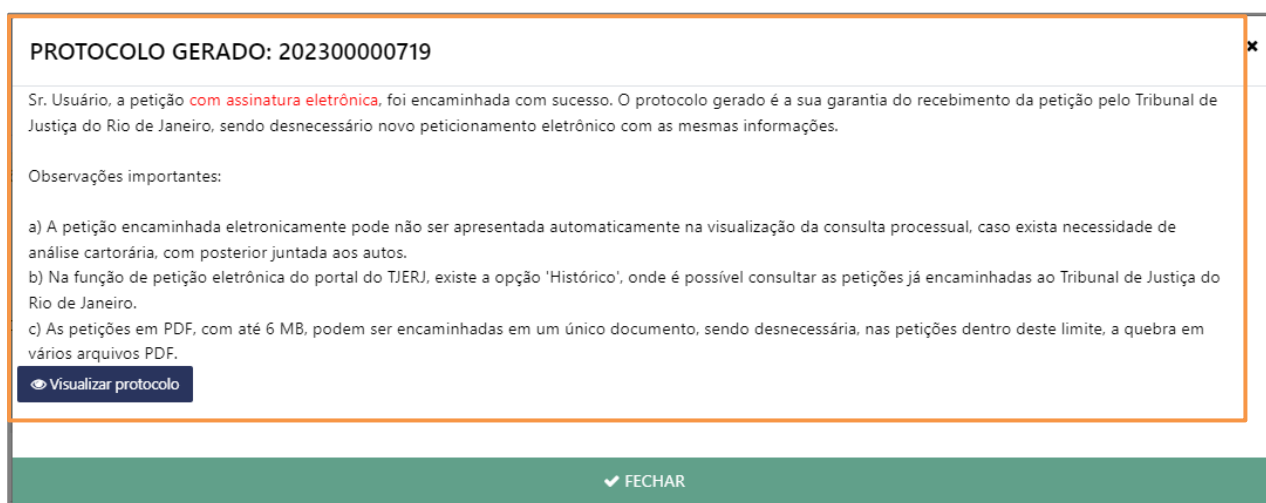 PROTOCOLO GERADO: 202300000719
Sr. Usuário, a petição com assinatura eletrônica, foi encaminhada com sucesso. O protocolo gerado é a sua garantia do recebimento da petição pelo Tribunal de
Justiça do Rio de Janeiro, sendo desnecessário novo peticionamento eletrônico com as mesmas informações.
Observações importantes:
a) A petição encaminhada eletronicamente pode não ser apresentada automaticamente na visualização da consulta processual, caso exista necessidade de
análise cartorária, com posterior juntada aos autos.
b) Na função de petição eletrônica do portal do TJERJ, existe a opção 'Histórico', onde é possível consultar as petições já encaminhadas ao Tribunal de Justiça do
Rio de Janeiro.
c) As petições em PDF, com até 6 MB, podem ser encaminhadas em um único documento, sendo desnecessária, nas petições dentro deste limite, a quebra em
vários arquivos PDF.
Visualizar protocolo
FECHAR